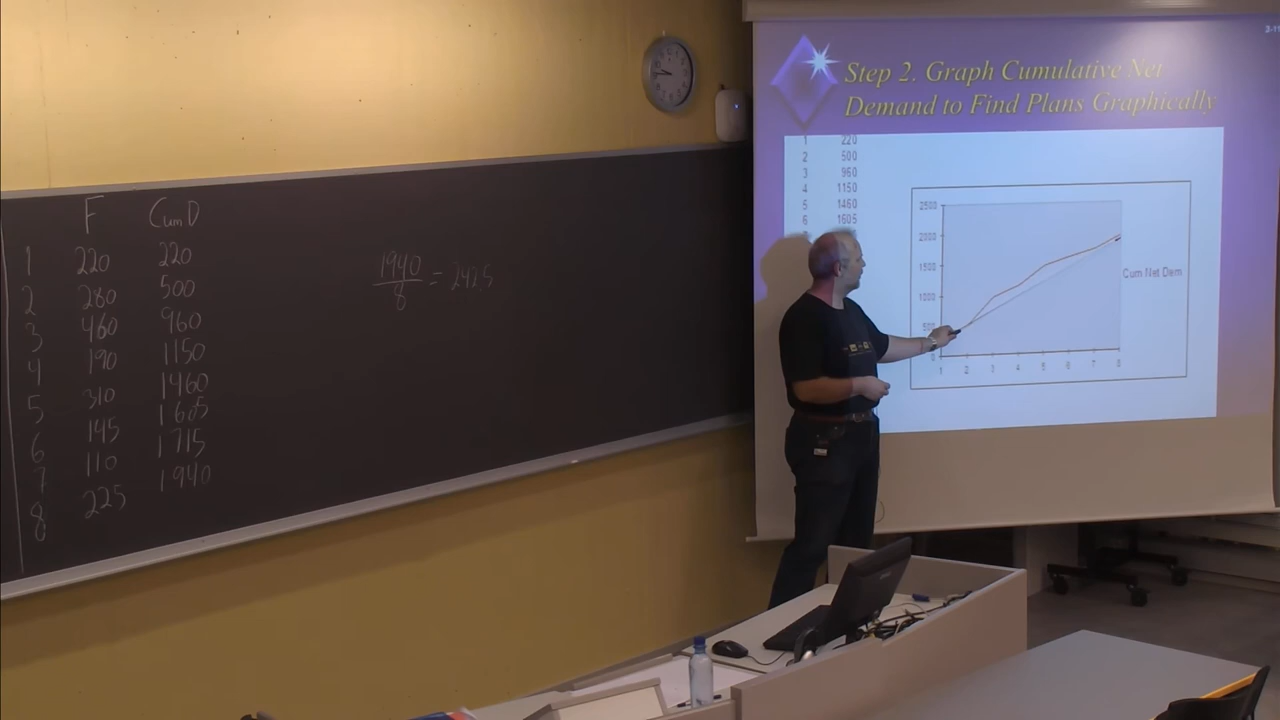 F CumD
1 220 220
2 280 500
3 460 960
4 190 1150
5 310 1460
6 145 1605
7 110 1715
8 225 1940
1940
8
= 242,5
Step 2. Graph Cumulative Net
Demand to Find Plans Graphically
1 220
2 500
3 960
4 1150
5 1460
6 1605
2500
2000
1500
1000
500
0
1 2 3 4 5 6 7 8
Cum Net Dem